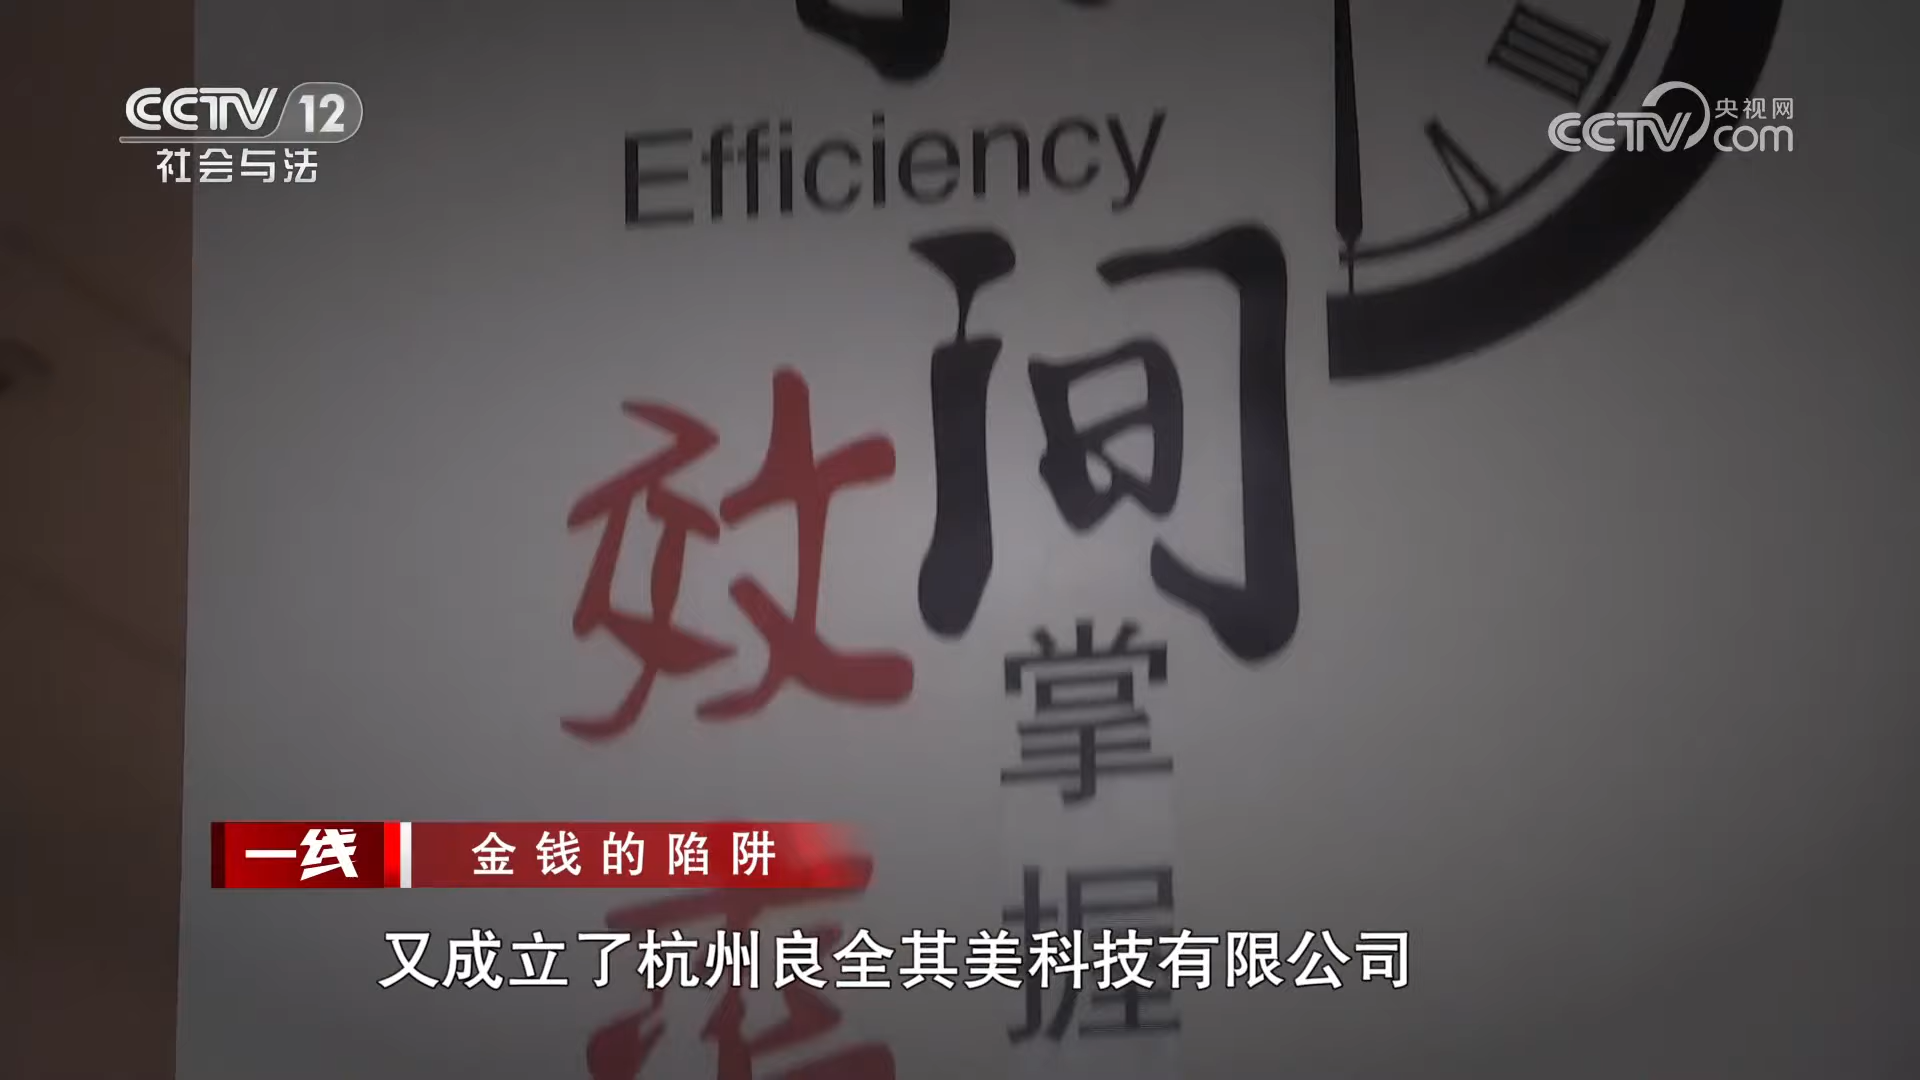 CCTV 12
社会与法
央视网
CCTV com
Efficiency
间
效
率
掌
握
一线
金钱的陷阱
又成立了杭州良全其美科技有限公司